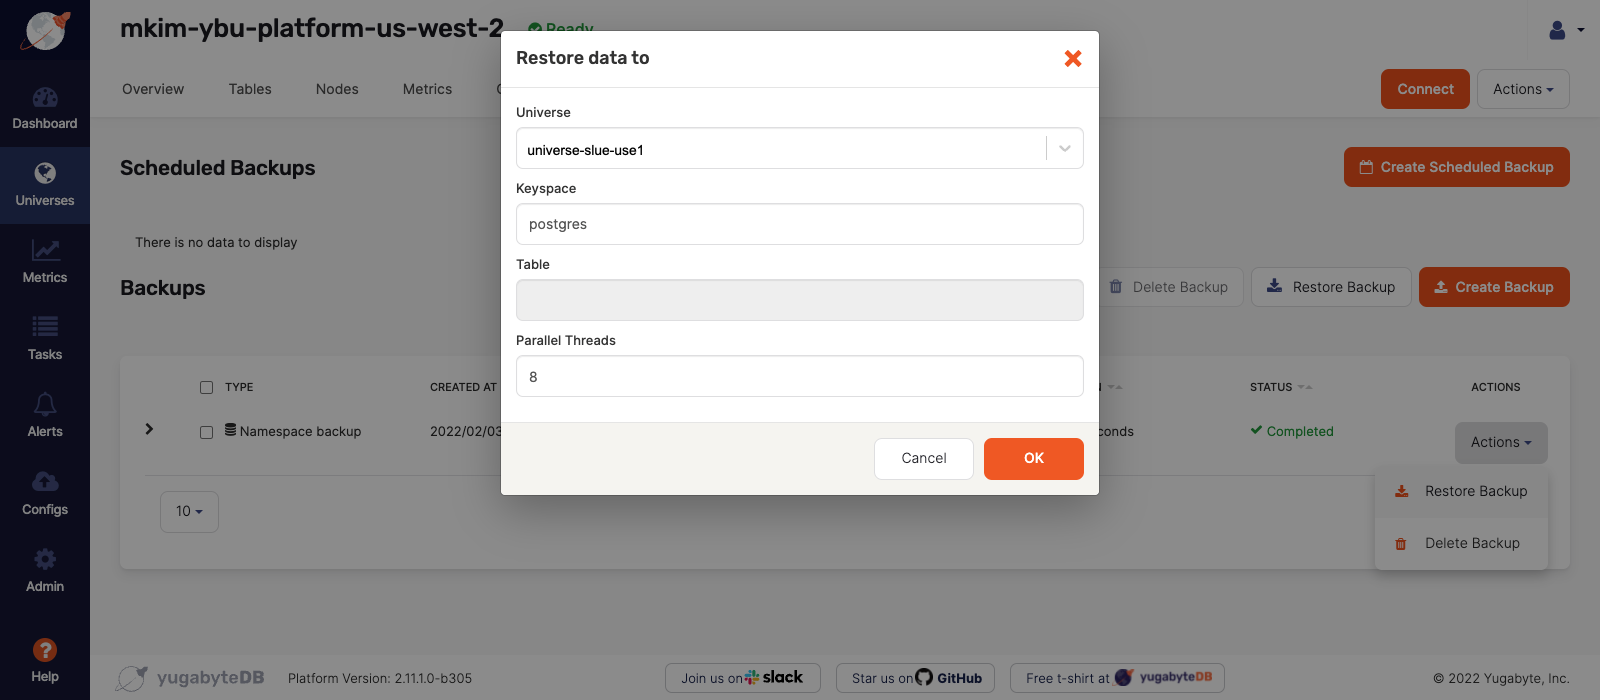 mkim-ybu-platform-us-west-2 Ready
Restore data to
Overview Tables Nodes Metrics
Connect Actions
Dashboard
Universe
universe-slue-use1
Scheduled Backups
Create Scheduled Backup
Universes
Keyspace
postgres
There is no data to display
Table
Metrics
Backups
Delete Backup Restore Backup Create Backup
Parallel Threads
8
Tasks
TYPE CREATED AT STATUS ACTIONS
Namespace backup 2022/02/03 conds Completed Actions
Alerts
Cancel OK
Restore Backup
Delete Backup
10
Configs
Admin
Help
yugabyteDB Platform Version: 2.11.1.0-b305 Join us on slack Star us on GitHub Free t-shirt at yugabyteDB © 2022 Yugabyte, Inc.